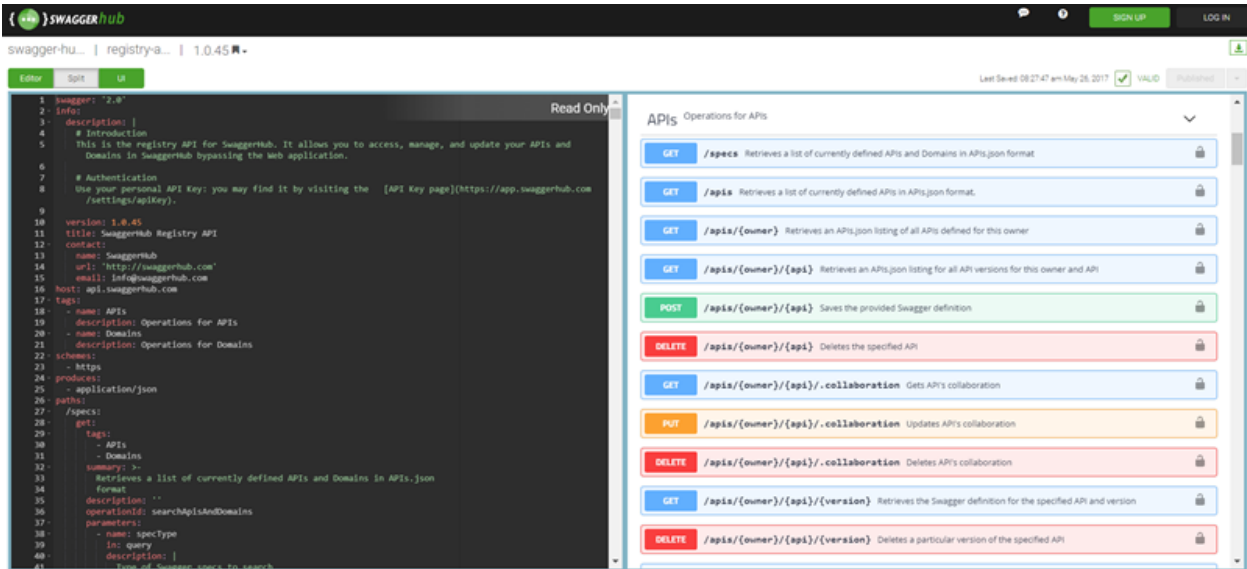 { ··· } SWAGGERhub
SIGN UP
LOG IN
swagger-hu... | registry-a... | 1.0.45
Editor
Split
UI
Last Saved: 08:27:47 am May 26, 2017
VALID
Published
Read Only
1 swagger: '2.0'
2 info:
3 description: |
4 # Introduction
5 This is the registry API for SwaggerHub. It allows you to access, manage, and update your APIs and
Domains in SwaggerHub bypassing the Web application.
6
7 # Authentication
8 Use your personal API Key: you may find it by visiting the [API Key page](https://app.swaggerhub.com
/settings/apiKey).
9
10 version: 1.0.45
11 title: SwaggerHub Registry API
12 contact:
13 name: SwaggerHub
14 url: 'http://swaggerhub.com'
15 email: info@swaggerhub.com
16 host: api.swaggerhub.com
17 tags:
18 - name: APIs
19 description: Operations for APIs
20 - name: Domains
21 description: Operations for Domains
22 schemes:
23 - https
24 produces:
25 - application/json
26 paths:
27 /specs:
28 get:
29 tags:
30 - APIs
31 - Domains
32 summary: >-
33 Retrieves a list of currently defined APIs and Domains in APIs.json
34 format
35 description: ''
36 operationId: searchApisAndDomains
37 parameters:
38 - name: specType
39 in: query
40 description: |
41 Type of Swagger specs to search
APIs Operations for APIs
GET /specs Retrieves a list of currently defined APIs and Domains in APIs.json format
GET /apis Retrieves a list of currently defined APIs in APIs.json format.
GET /apis/{owner} Retrieves an APIs.json listing of all APIs defined for this owner
GET /apis/{owner}/{api} Retrieves an APIs.json listing for all API versions for this owner and API
POST /apis/{owner}/{api} Saves the provided Swagger definition
DELETE /apis/{owner}/{api} Deletes the specified API
GET /apis/{owner}/{api}/.collaboration Gets API's collaboration
PUT /apis/{owner}/{api}/.collaboration Updates API's collaboration
DELETE /apis/{owner}/{api}/.collaboration Deletes API's collaboration
GET /apis/{owner}/{api}/{version} Retrieves the Swagger definition for the specified API and version
DELETE /apis/{owner}/{api}/{version} Deletes a particular version of the specified API